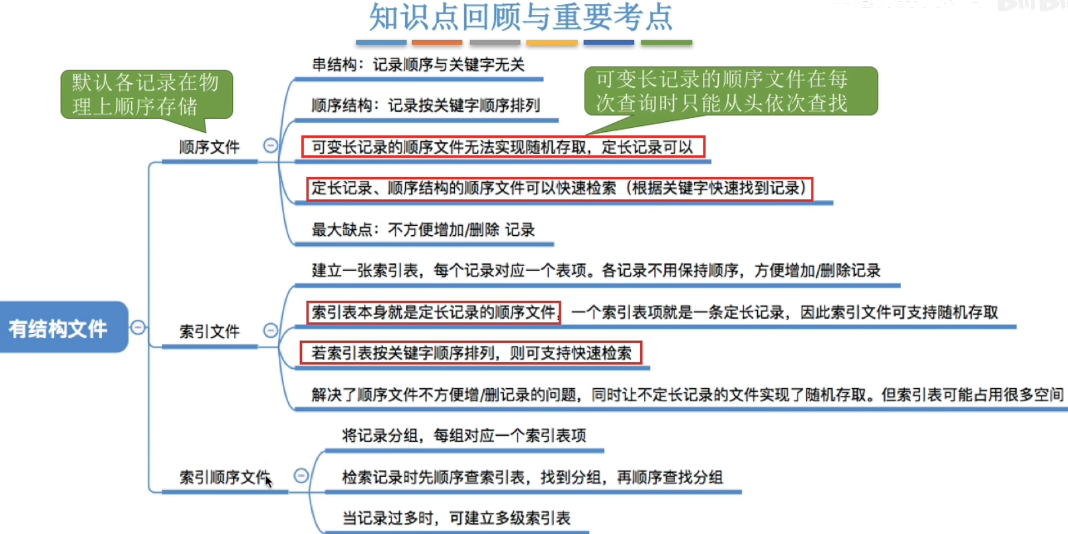 知识点回顾与重要考点
默认各记录在物
理上顺序存储
可变长记录的顺序文件在每
次查询时只能从头依次查找
有结构文件
顺序文件
串结构：记录顺序与关键字无关
顺序结构：记录按关键字顺序排列
可变长记录的顺序文件无法实现随机存取，定长记录可以
定长记录、顺序结构的顺序文件可以快速检索（根据关键字快速找到记录）
最大缺点：不方便增加/删除 记录
索引文件
建立一张索引表，每个记录对应一个表项。各记录不用保持顺序，方便增加/删除记录
索引表本身就是定长记录的顺序文件，一个索引表项就是一条定长记录，因此索引文件可支持随机存取
若索引表按关键字顺序排列，则可支持快速检索
解决了顺序文件不方便增/删记录的问题，同时让不定长记录的文件实现了随机存取。但索引表可能占用很多空间
索引顺序文件
将记录分组，每组对应一个索引表项
检索记录时先顺序查索引表，找到分组，再顺序查找分组
当记录过多时，可建立多级索引表